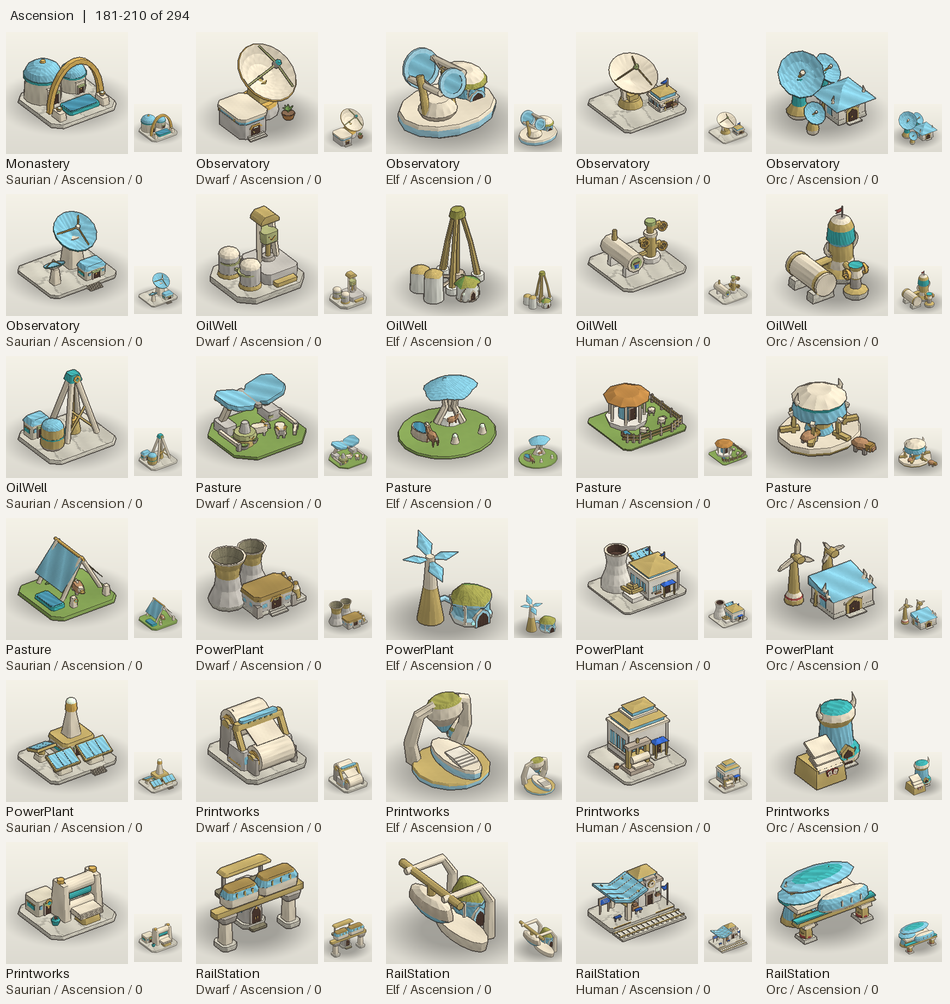 Ascension | 181-210 of 294
Monastery
Saurian / Ascension / 0
Observatory
Dwarf / Ascension / 0
Observatory
Elf / Ascension / 0
Observatory
Human / Ascension / 0
Observatory
Orc / Ascension / 0
Observatory
Saurian / Ascension / 0
OilWell
Dwarf / Ascension / 0
OilWell
Elf / Ascension / 0
OilWell
Human / Ascension / 0
OilWell
Orc / Ascension / 0
OilWell
Saurian / Ascension / 0
Pasture
Dwarf / Ascension / 0
Pasture
Elf / Ascension / 0
Pasture
Human / Ascension / 0
Pasture
Orc / Ascension / 0
Pasture
Saurian / Ascension / 0
PowerPlant
Dwarf / Ascension / 0
PowerPlant
Elf / Ascension / 0
PowerPlant
Human / Ascension / 0
PowerPlant
Orc / Ascension / 0
PowerPlant
Saurian / Ascension / 0
Printworks
Dwarf / Ascension / 0
Printworks
Elf / Ascension / 0
Printworks
Human / Ascension / 0
Printworks
Orc / Ascension / 0
Printworks
Saurian / Ascension / 0
RailStation
Dwarf / Ascension / 0
RailStation
Elf / Ascension / 0
RailStation
Human / Ascension / 0
RailStation
Orc / Ascension / 0